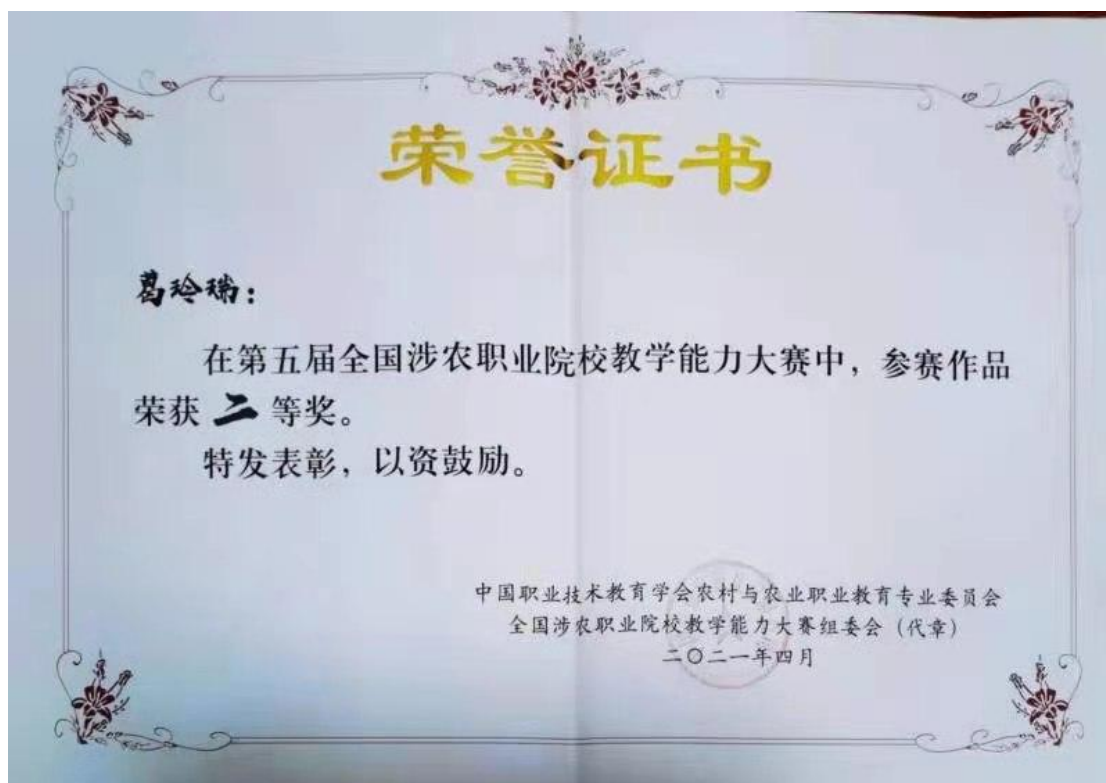 荣誉证书
葛玲瑞：
在第五届全国涉农职业院校教学能力大赛中，参赛作品
荣获 二 等奖。
特发表彰，以资鼓励。
中国职业技术教育学会农村与农业职业教育专业委员会
全国涉农职业院校教学能力大赛组委会（代章）
二〇二一年四月